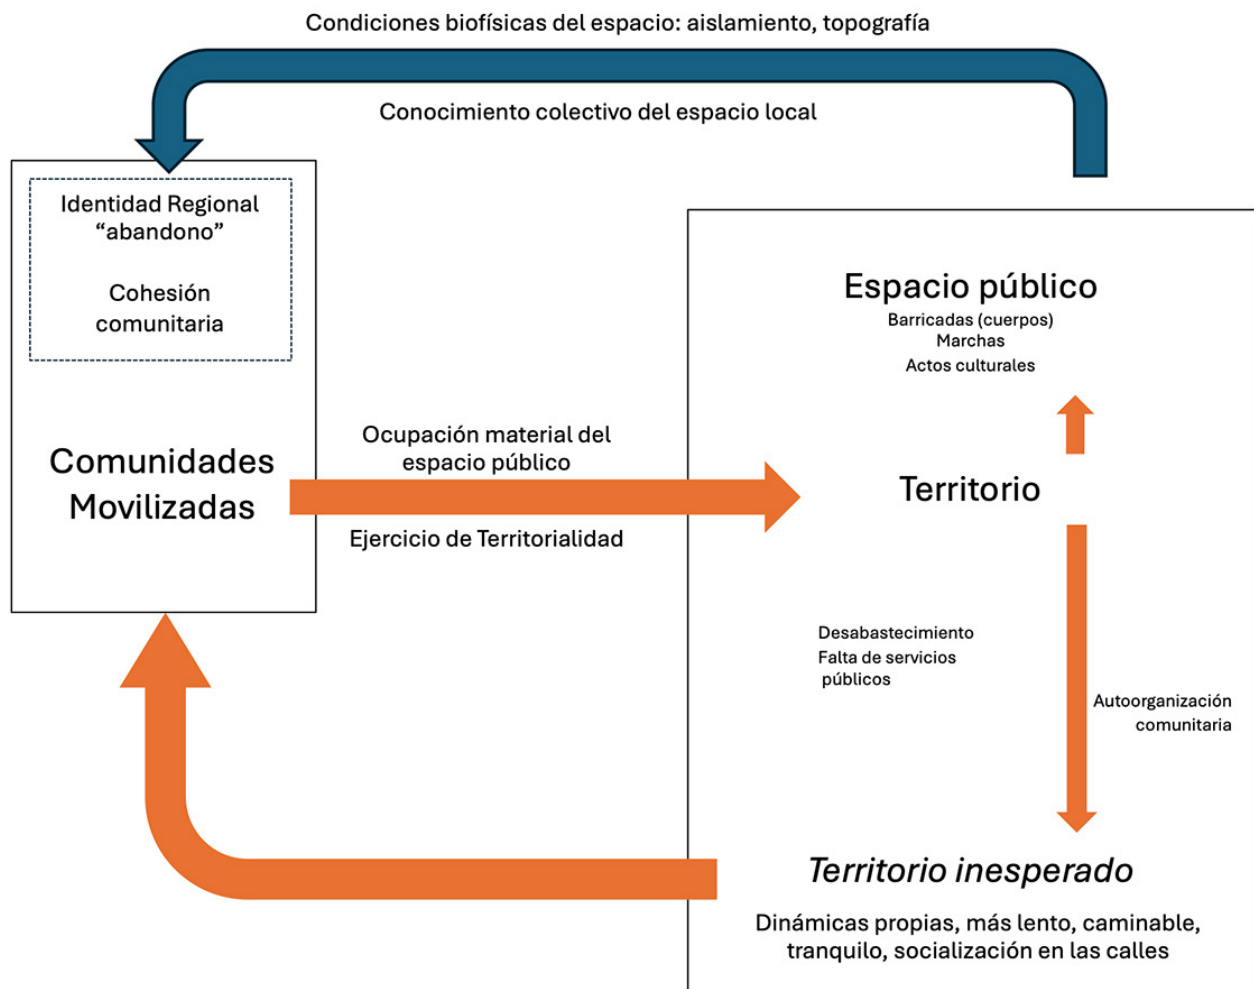 Condiciones biofísicas del espacio: aislamiento, topografía
Conocimiento colectivo del espacio local
Identidad Regional
“abandono”
Cohesión
comunitaria
Comunidades
Movilizadas
Ocupación material del
espacio público
Ejercicio de Territorialidad
Espacio público
Barricadas (cuerpos)
Marchas
Actos culturales
Territorio
Desabastecimiento
Falta de servicios
públicos
Autoorganización
comunitaria
Territorio inesperado
Dinámicas propias, más lento, caminable,
tranquilo, socialización en las calles